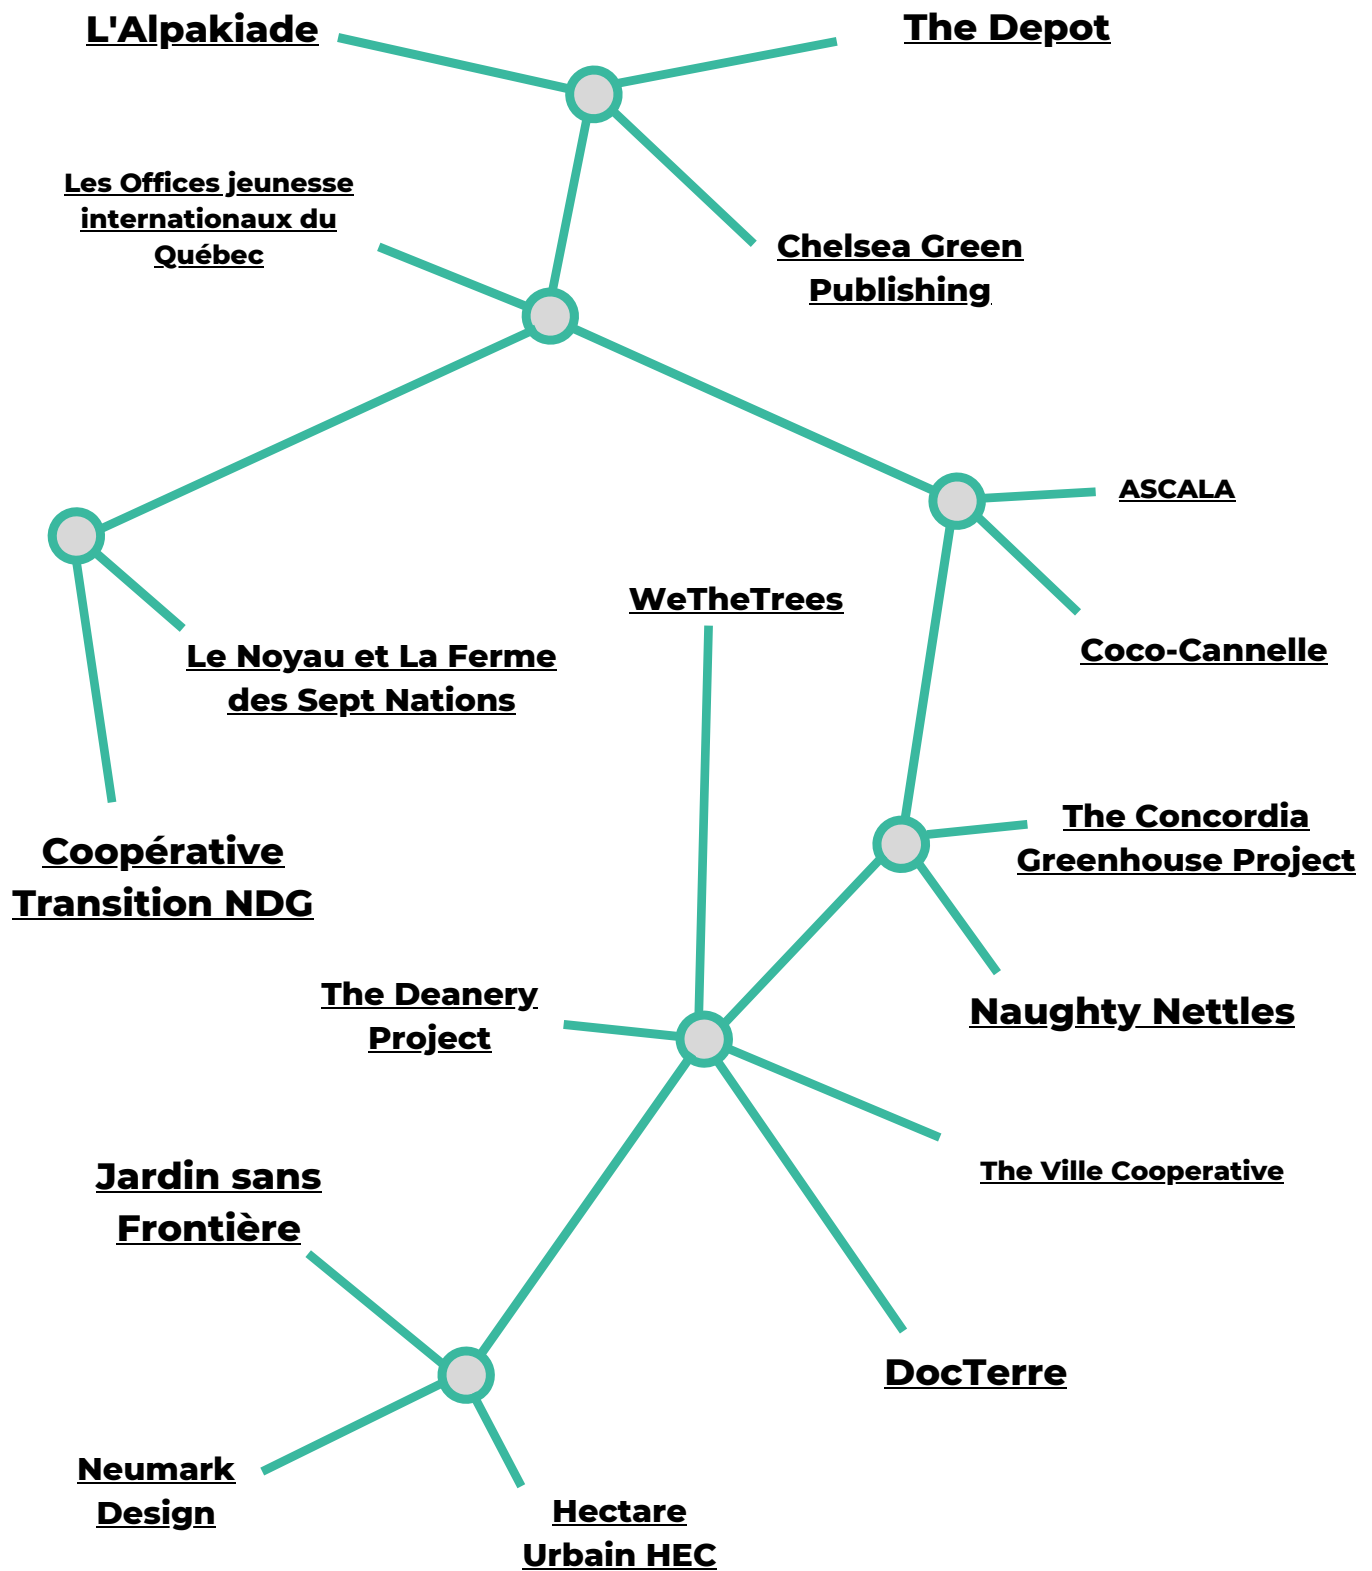 L'Alpakiade
The Depot
Les Offices jeunesse
internationaux du
Québec
Chelsea Green
Publishing
ASCALA
WeTheTrees
Coco-Cannelle
Le Noyau et La Ferme
des Sept Nations
The Concordia
Greenhouse Project
Coopérative
Transition NDG
The Deanery
Project
Naughty Nettles
The Ville Cooperative
Jardin sans
Frontière
DocTerre
Neumark
Design
Hectare
Urbain HEC